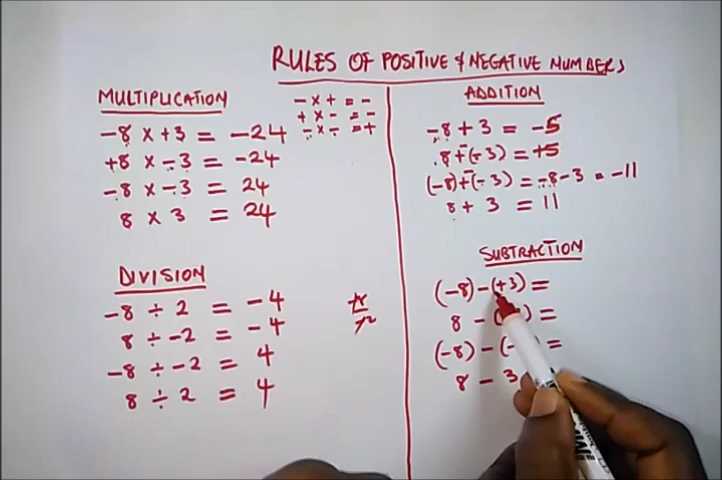 RULES OF POSITIVE & NEGATIVE NUMBERS
MULTIPLICATION
-8 x +3 = -24
+8 x -3 = -24
-8 x -3 = 24
8 x 3 = 24
- x + = -
+ x - = -
- x - = +
DIVISION
-8 ÷ 2 = -4
8 ÷ -2 = -4
-8 ÷ -2 = 4
8 ÷ 2 = 4
ADDITION
-8 + 3 = -5
8 + (-3) = +5
(-8) + (-3) = -8 - 3 = -11
8 + 3 = 11
SUBTRACTION
(-8) - (+3) =
8 - ( ) =
(-8) - (- =
8 - 3